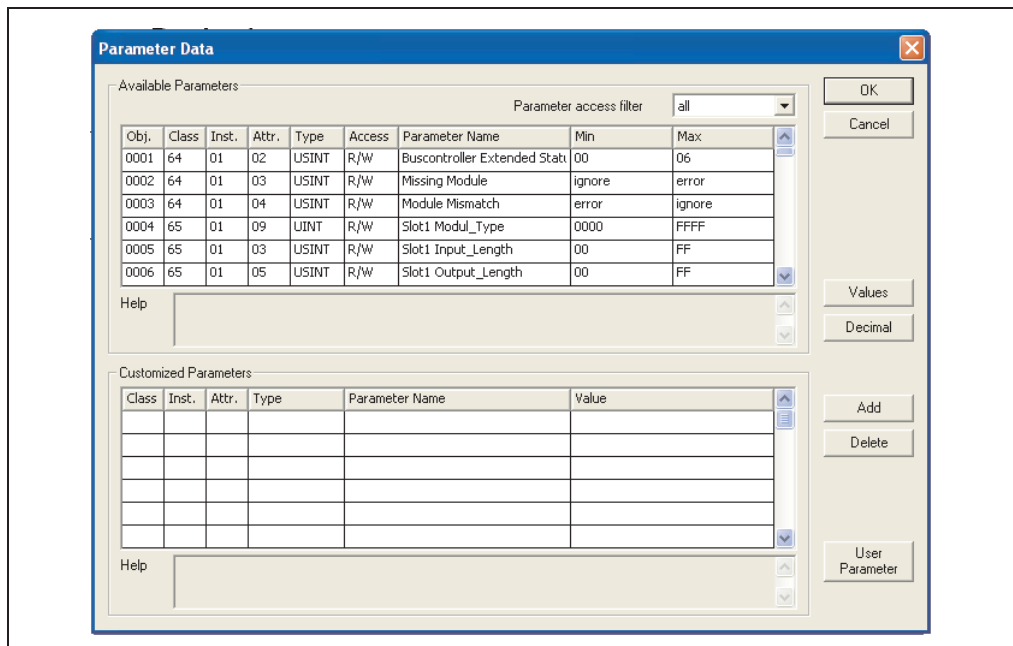 Parameter Data
Available Parameters
Parameter access filter all
Obj. Class Inst. Attr. Type Access Parameter Name Min Max
0001 64 01 02 USINT R/W Buscontroller Extended Statu 00 06
0002 64 01 03 USINT R/W Missing Module ignore error
0003 64 01 04 USINT R/W Module Mismatch error ignore
0004 65 01 09 UINT R/W Slot1 Modul_Type 0000 FFFF
0005 65 01 03 USINT R/W Slot1 Input_Length 00 FF
0006 65 01 05 USINT R/W Slot1 Output_Length 00 FF
Help
OK
Cancel
Values
Decimal
Customized Parameters
Class Inst. Attr. Type Parameter Name Value
Help
Add
Delete
User
Parameter